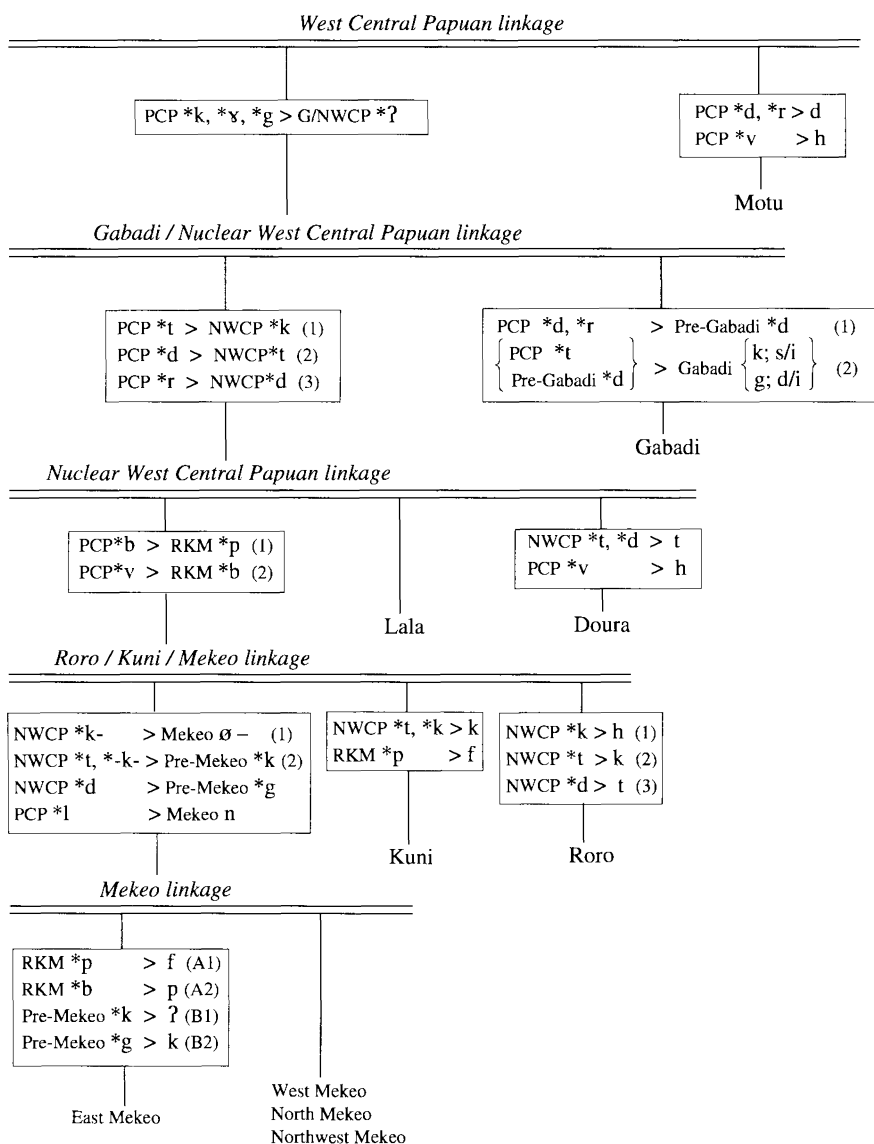 West Central Papuan linkage
PCP *k, *ɤ, *g > G/NWCP *ʔ
PCP *d, *r > d
PCP *v > h
Motu
Gabadi / Nuclear West Central Papuan linkage
PCP *t > NWCP *k (1)
PCP *d > NWCP*t (2)
PCP *r > NWCP*d (3)
PCP *d, *r > Pre-Gabadi *d (1)
{ PCP *t } > Gabadi { k; s/i } (2)
{ Pre-Gabadi *d } { g; d/i }
Gabadi
Nuclear West Central Papuan linkage
PCP*b > RKM *p (1)
PCP*v > RKM *b (2)
Lala
NWCP *t, *d > t
PCP *v > h
Doura
Roro / Kuni / Mekeo linkage
NWCP *k- > Mekeo ø – (1)
NWCP *t, *-k- > Pre-Mekeo *k (2)
NWCP *d > Pre-Mekeo *g
PCP *l > Mekeo n
NWCP *t, *k > k
RKM *p > f
Kuni
NWCP *k > h (1)
NWCP *t > k (2)
NWCP *d > t (3)
Roro
Mekeo linkage
RKM *p > f (A1)
RKM *b > p (A2)
Pre-Mekeo *k > ʔ (B1)
Pre-Mekeo *g > k (B2)
East Mekeo
West Mekeo
North Mekeo
Northwest Mekeo